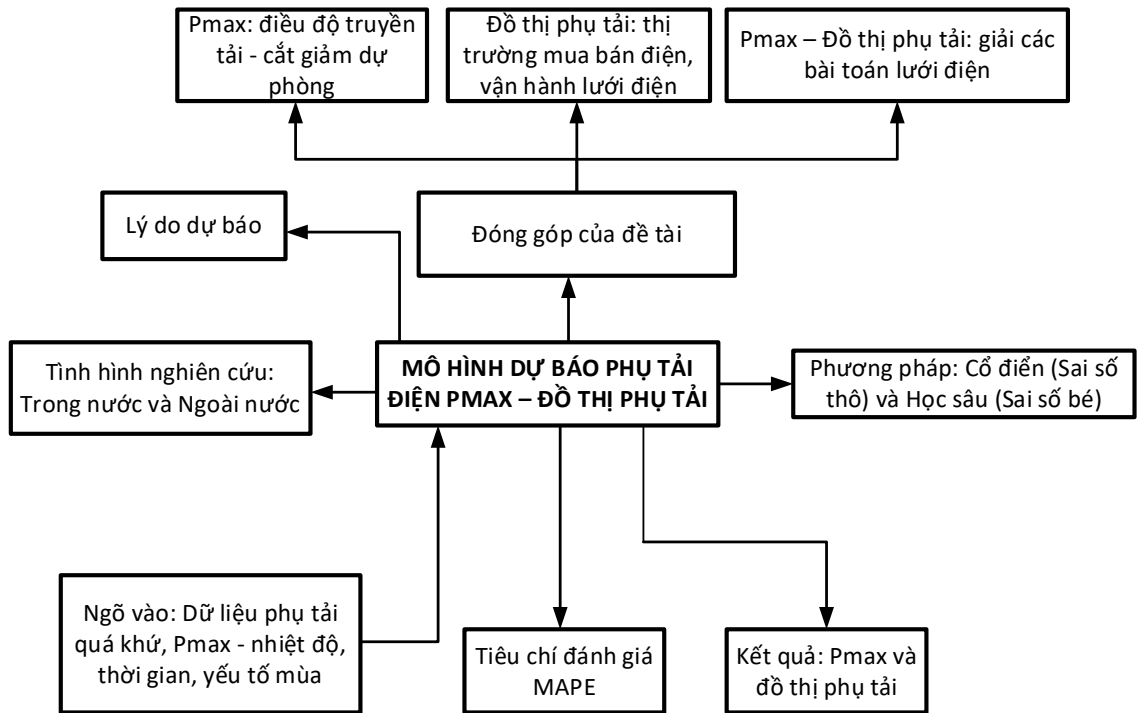 Pmax: điều độ truyền
tải - cắt giảm dự
phòng
Đồ thị phụ tải: thị
trường mua bán điện,
vận hành lưới điện
Pmax – Đồ thị phụ tải: giải các
bài toán lưới điện
Lý do dự báo
Đóng góp của đề tài
Tình hình nghiên cứu:
Trong nước và Ngoài nước
MÔ HÌNH DỰ BÁO PHỤ TẢI
ĐIỆN PMAX – ĐỒ THỊ PHỤ TẢI
Phương pháp: Cổ điển (Sai số
thô) và Học sâu (Sai số bé)
Ngõ vào: Dữ liệu phụ tải
quá khứ, Pmax - nhiệt độ,
thời gian, yếu tố mùa
Tiêu chí đánh giá
MAPE
Kết quả: Pmax và
đồ thị phụ tải